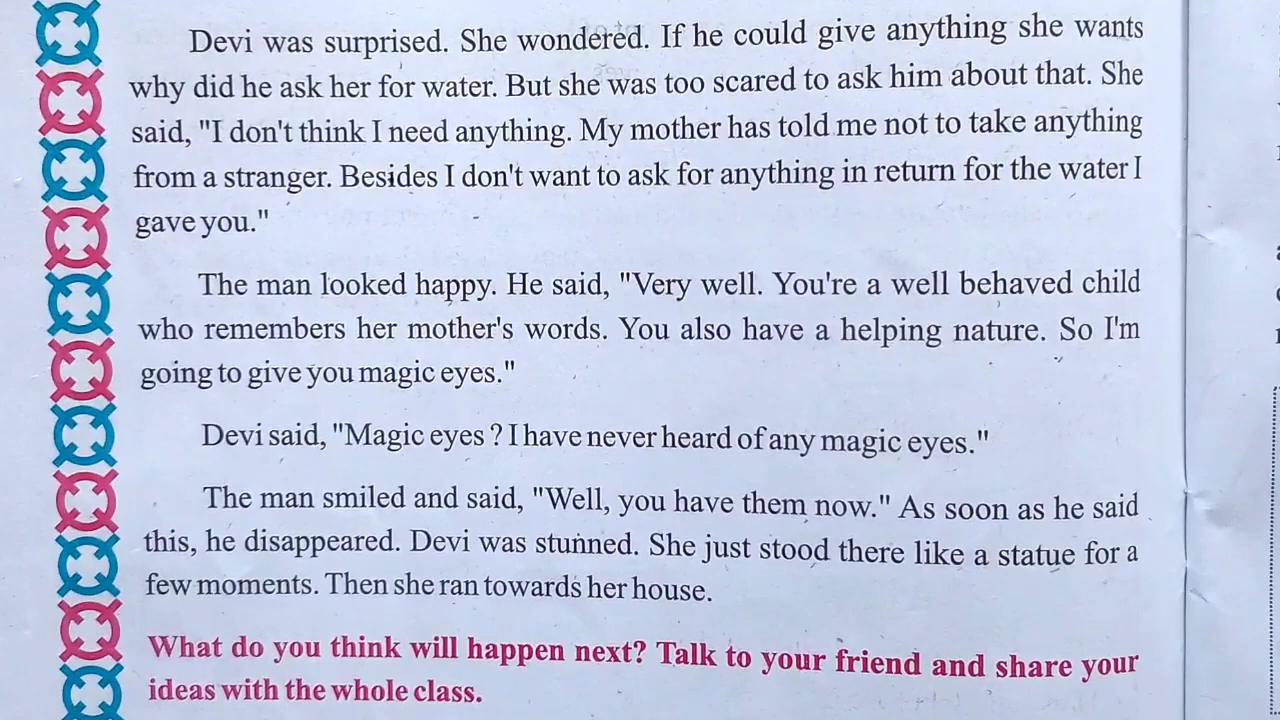 Devi was surprised. She wondered. If he could give anything she wants
why did he ask her for water. But she was too scared to ask him about that. She
said, "I don't think I need anything. My mother has told me not to take anything
from a stranger. Besides I don't want to ask for anything in return for the water I
gave you."
The man looked happy. He said, "Very well. You're a well behaved child
who remembers her mother's words. You also have a helping nature. So I'm
going to give you magic eyes."
Devi said, "Magic eyes ? I have never heard of any magic eyes."
The man smiled and said, "Well, you have them now." As soon as he said
this, he disappeared. Devi was stunned. She just stood there like a statue for a
few moments. Then she ran towards her house.
What do you think will happen next? Talk to your friend and share your
ideas with the whole class.